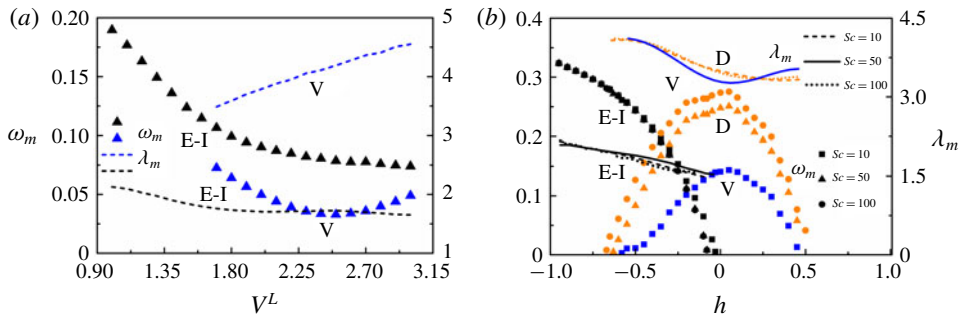 (a)
0.20
0.15
ω_m 0.10
0.05
0
5
4
3
2
1
V
E-I
ω_m
λ_m
E-I
V
0.90 1.35 1.80 2.25 2.70 3.15
V^L
(b)
0.4
0.3
0.2
0.1
0
4.5
3.0
λ_m
1.5
0
Sc = 10
Sc = 50
Sc = 100
D
λ_m
V
E-I
D
E-I
ω_m
V
Sc = 10
Sc = 50
Sc = 100
−1.0 −0.5 0 0.5 1.0
h